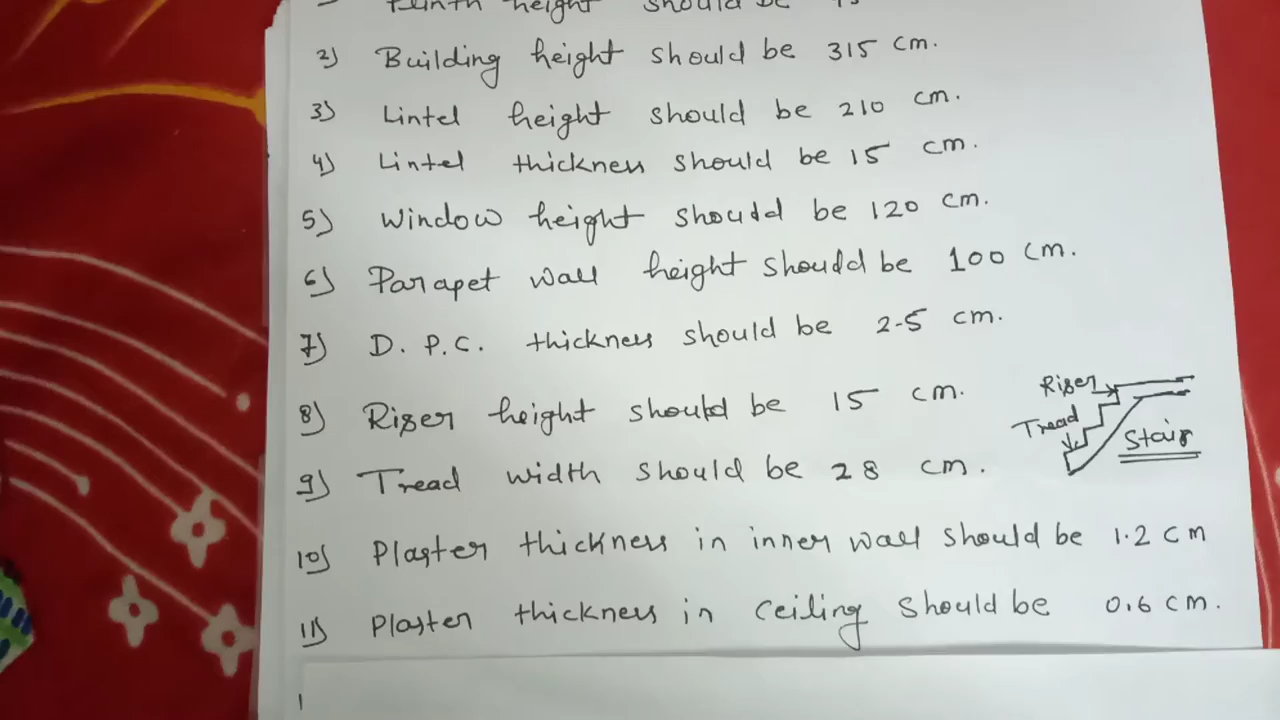 Plinth height should be
2) Building height should be 315 cm.
3) Lintel height should be 210 cm.
4) Lintel thickness should be 15 cm.
5) Window height should be 120 cm.
6) Parapet wall height should be 100 cm.
7) D. P.C. thickness should be 2.5 cm.
8) Riser height should be 15 cm.
Riser
Tread
Stair
9) Tread width should be 28 cm.
10) Plaster thickness in inner wall should be 1.2 cm
11) Plaster thickness in ceiling should be 0.6 cm.